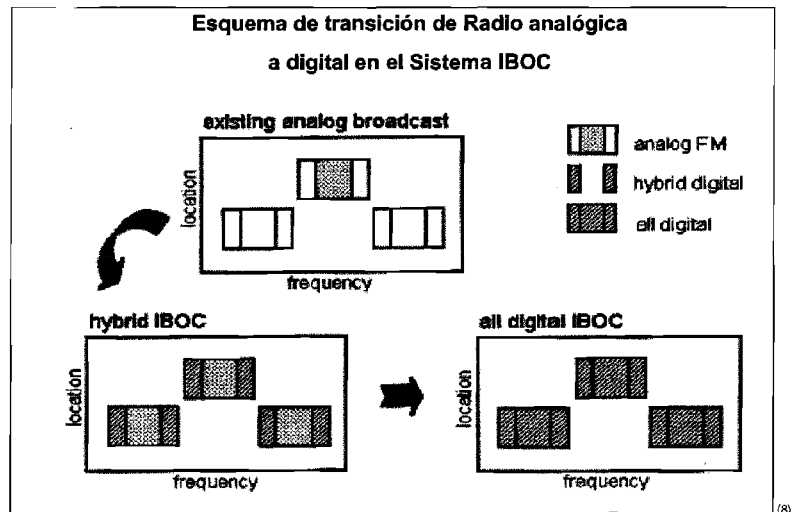 Esquema de transición de Radio analógica
a digital en el Sistema IBOC
existing analog broadcast
location
frequency
analog FM
hybrid digital
all digital
hybrid IBOC
location
frequency
all digital IBOC
location
frequency
(8)